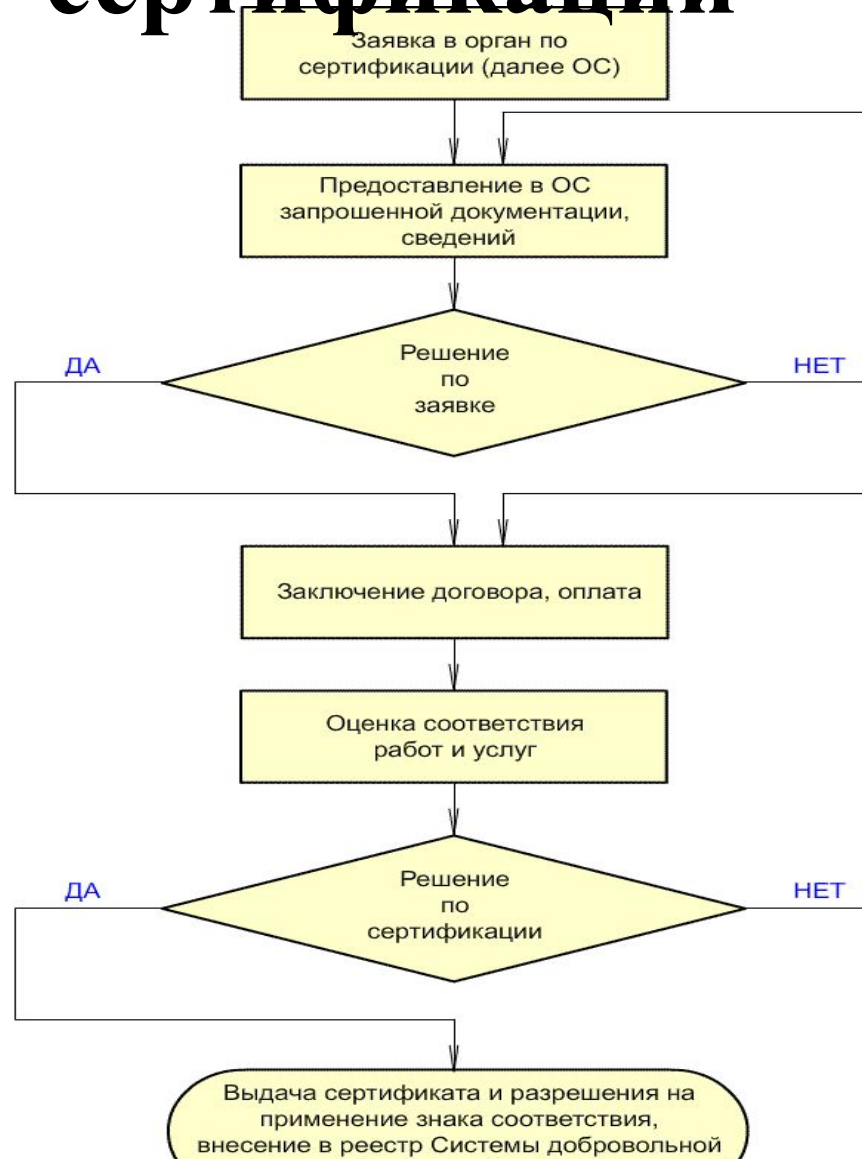 сертификации
Заявка в орган по
сертификации (далее ОС)
Предоставление в ОС
запрошенной документации,
сведений
Решение
по
заявке
ДА
НЕТ
Заключение договора, оплата
Оценка соответствия
работ и услуг
Решение
по
сертификации
ДА
НЕТ
Выдача сертификата и разрешения на
применение знака соответствия,
внесение в реестр Системы добровольной